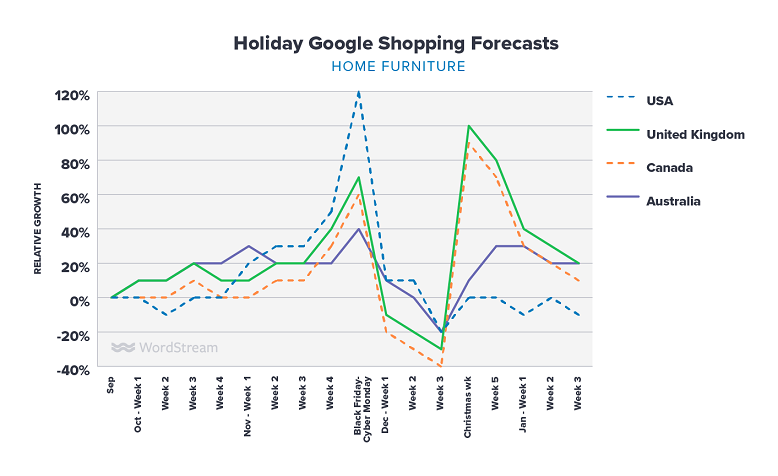 Holiday Google Shopping Forecasts
HOME FURNITURE
RELATIVE GROWTH
120%
100%
80%
60%
40%
20%
0%
-20%
-40%
WordStream
Sep
Oct - Week 1
Week 2
Week 3
Week 4
Nov - Week 1
Week 2
Week 3
Week 4
Black Friday-
Cyber Monday
Dec - Week 1
Week 2
Week 3
Christmas wk
Week 5
Jan - Week 1
Week 2
Week 3
USA
United Kingdom
Canada
Australia